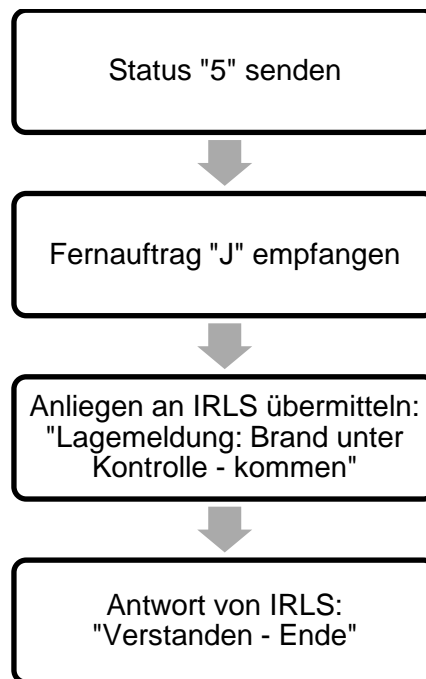 Status "5" senden
Fernauftrag "J" empfangen
Anliegen an IRLS übermitteln:
"Lagemeldung: Brand unter
Kontrolle - kommen"
Antwort von IRLS:
"Verstanden - Ende"